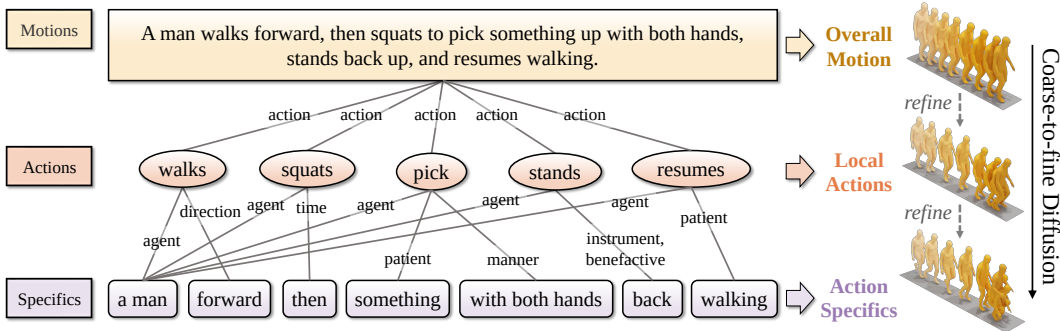 Motions
A man walks forward, then squats to pick something up with both hands,
stands back up, and resumes walking.
Overall
Motion
action
action
action
action
action
refine
Actions
walks
squats
pick
stands
resumes
Local
Actions
direction
agent
time
agent
agent
agent
patient
agent
patient
manner
instrument,
benefactive
refine
Specifics
a man
forward
then
something
with both hands
back
walking
Action
Specifics
Coarse-to-fine Diffusion